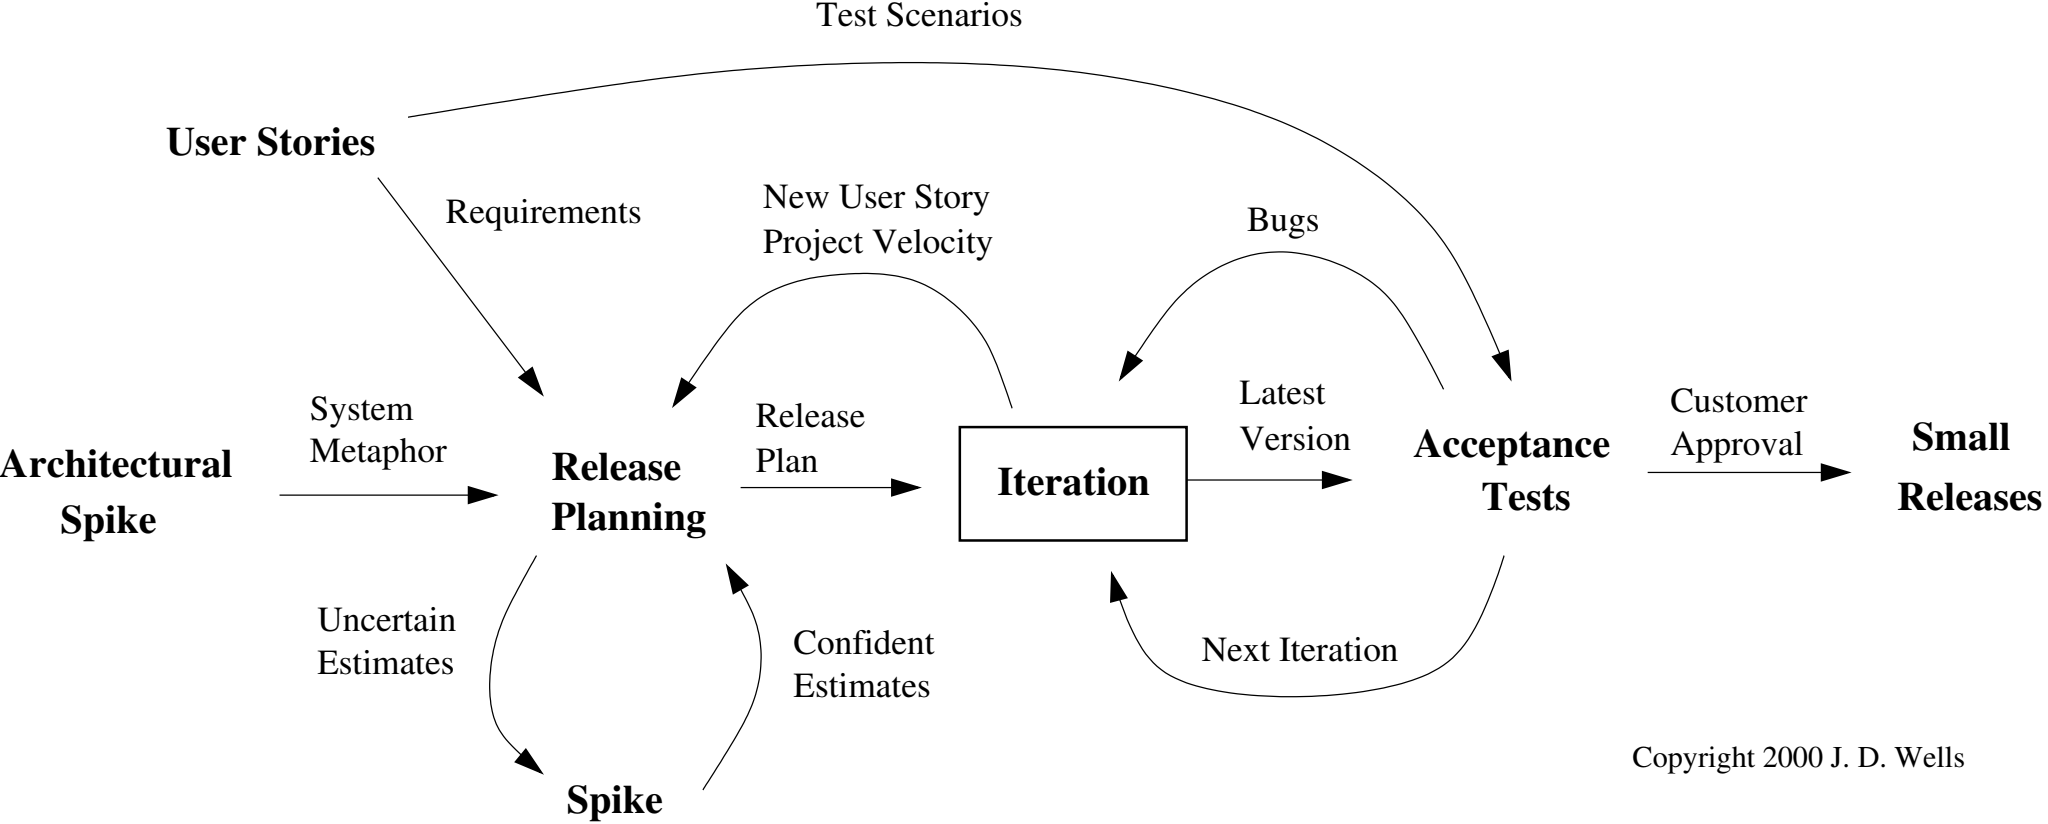 Test Scenarios
User Stories
Requirements
New User Story
Project Velocity
Bugs
System
Metaphor
Release
Plan
Latest
Version
Customer
Approval
Architectural
Spike
Release
Planning
Iteration
Acceptance
Tests
Small
Releases
Uncertain
Estimates
Confident
Estimates
Next Iteration
Spike
Copyright 2000 J. D. Wells